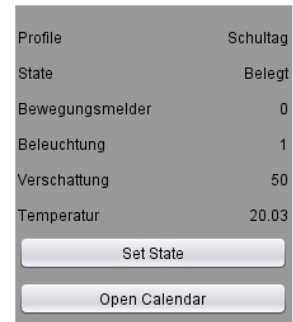 Profile Schultag
State Belegt
Bewegungsmelder 0
Beleuchtung 1
Verschattung 50
Temperatur 20.03
Set State
Open Calendar